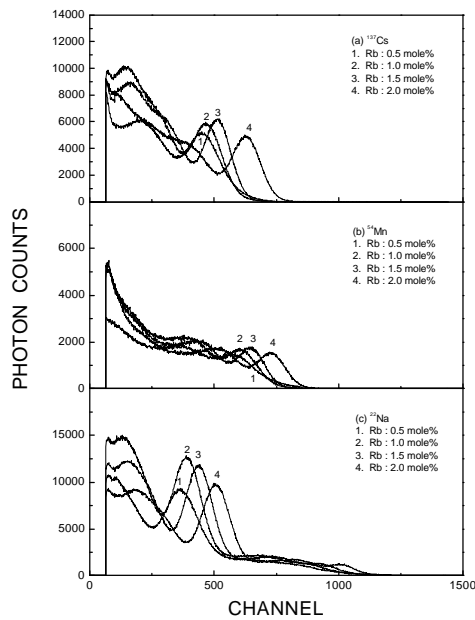 PHOTON COUNTS
14000
12000
10000
8000
6000
4000
2000
0
(a) ¹³⁷Cs
1. Rb : 0.5 mole%
2. Rb : 1.0 mole%
3. Rb : 1.5 mole%
4. Rb : 2.0 mole%
1
2
3
4
6000
4000
2000
0
(b) ⁵⁴Mn
1. Rb : 0.5 mole%
2. Rb : 1.0 mole%
3. Rb : 1.5 mole%
4. Rb : 2.0 mole%
2 3
4
1
15000
10000
5000
0
(c) ²²Na
1. Rb : 0.5 mole%
2. Rb : 1.0 mole%
3. Rb : 1.5 mole%
4. Rb : 2.0 mole%
1
2
3
4
0 500 1000 1500
CHANNEL